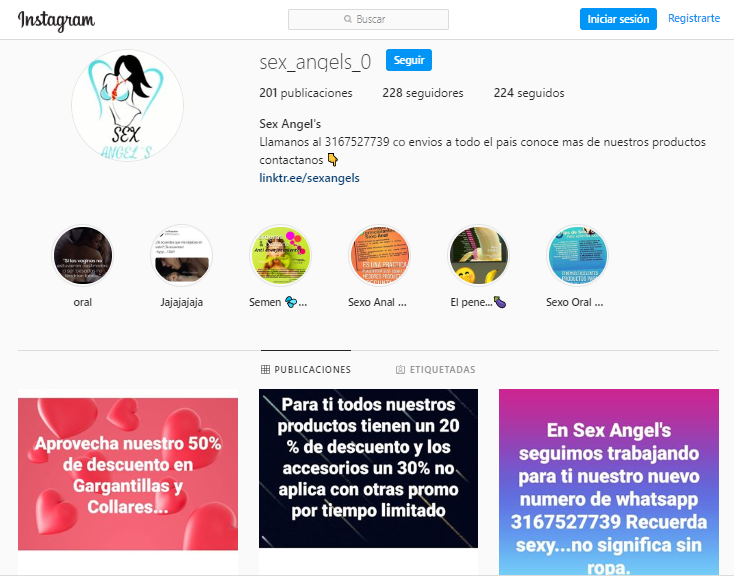 Instagram
Buscar
Iniciar sesión
Registrarte
SEX
ANGEL´S
sex_angels_0
Seguir
201 publicaciones 228 seguidores 224 seguidos
Sex Angel's
Llamanos al 3167527739 co envios a todo el pais conoce mas de nuestros productos
contactanos 👇
linktr.ee/sexangels
oral
Jajajajaja
Semen ...
Sexo Anal ...
El pene...🍆
Sexo Oral ...
PUBLICACIONES
ETIQUETADAS
Aprovecha nuestro 50%
de descuento en
Gargantillas y
Collares...
Para ti todos nuestros
productos tienen un 20
% de descuento y los
accesorios un 30% no
aplica con otras promo
por tiempo limitado
En Sex Angel's
seguimos trabajando
para ti nuestro nuevo
numero de whatsapp
3167527739 Recuerda
sexy...no significa sin
ropa.